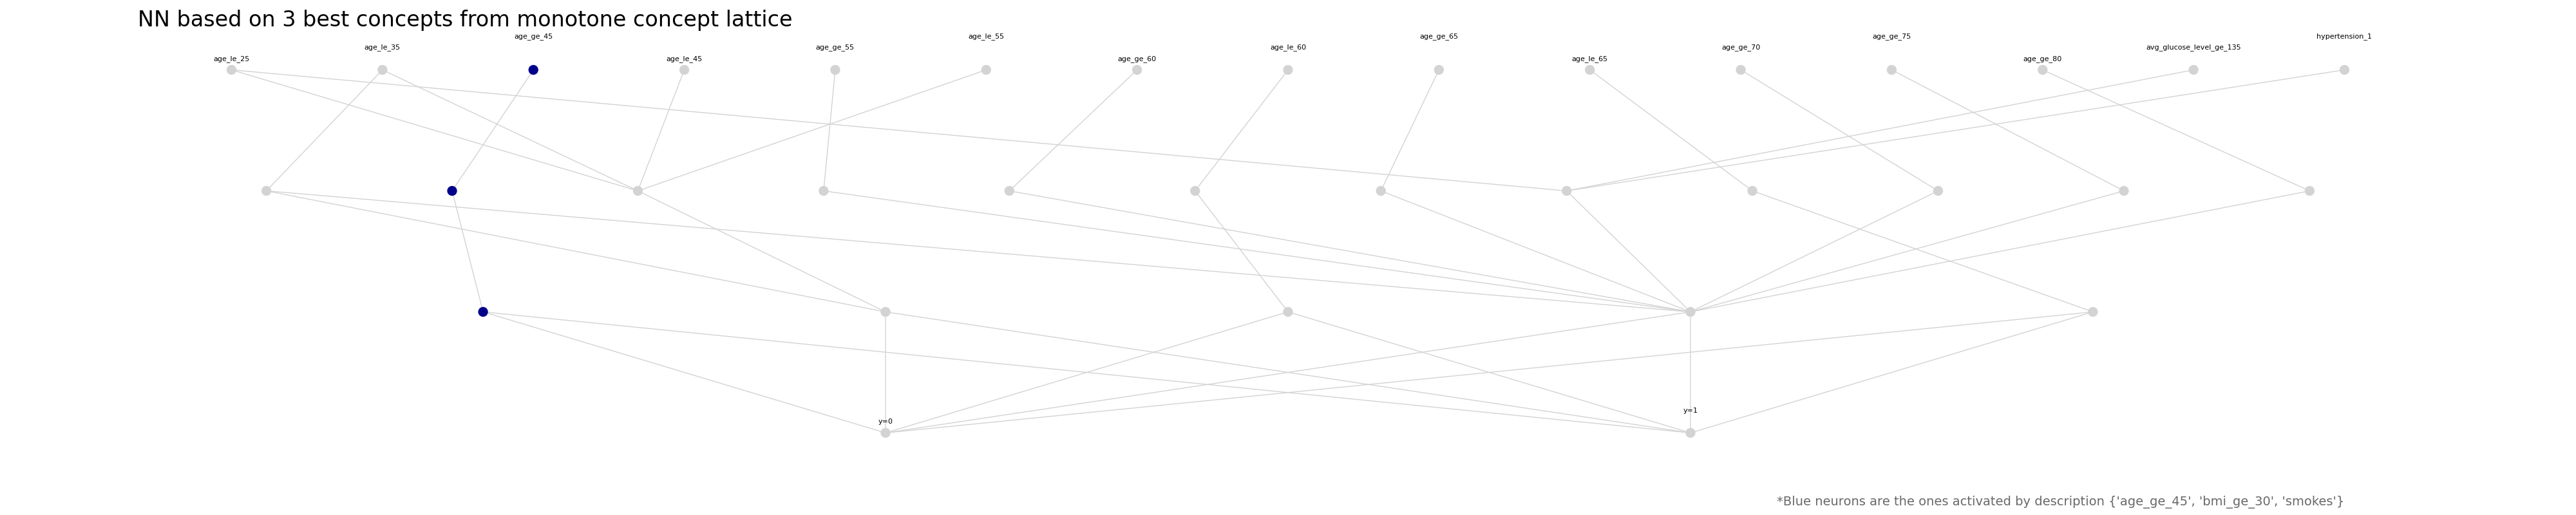 NN based on 3 best concepts from monotone concept lattice
age_le_25
age_le_35
age_ge_45
age_le_45
age_ge_55
age_le_55
age_ge_60
age_le_60
age_ge_65
age_le_65
age_ge_70
age_ge_75
age_ge_80
avg_glucose_level_ge_135
hypertension_1
y=0
y=1
*Blue neurons are the ones activated by description {'age_ge_45', 'bmi_ge_30', 'smokes'}